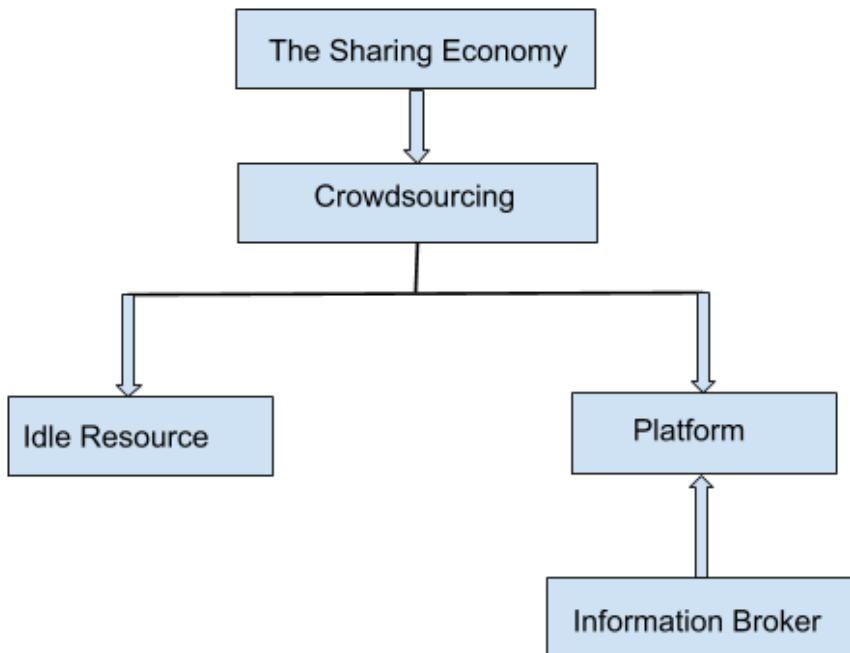 The Sharing Economy
Crowdsourcing
Idle Resource
Platform
Information Broker